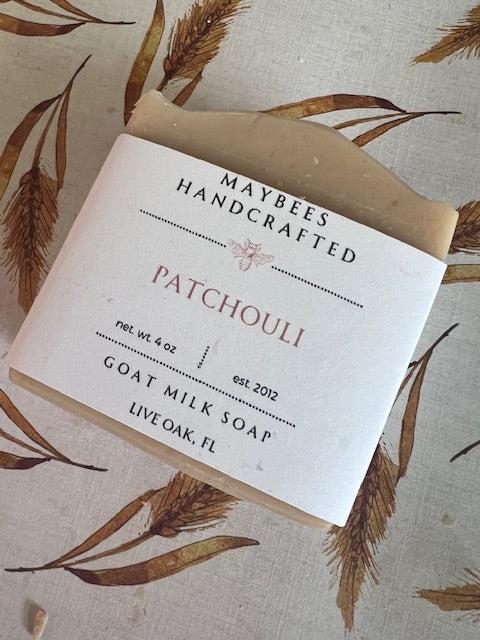 MAYBEES
HANDCRAFTED
PATCHOULI
net. wt. 4 oz
est. 2012
GOAT MILK SOAP
LIVE OAK, FL